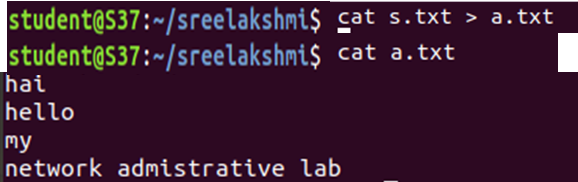 student@S37:~/sreelakshmi$ cat s.txt > a.txt
student@S37:~/sreelakshmi$ cat a.txt
hai
hello
my
network admistrative lab